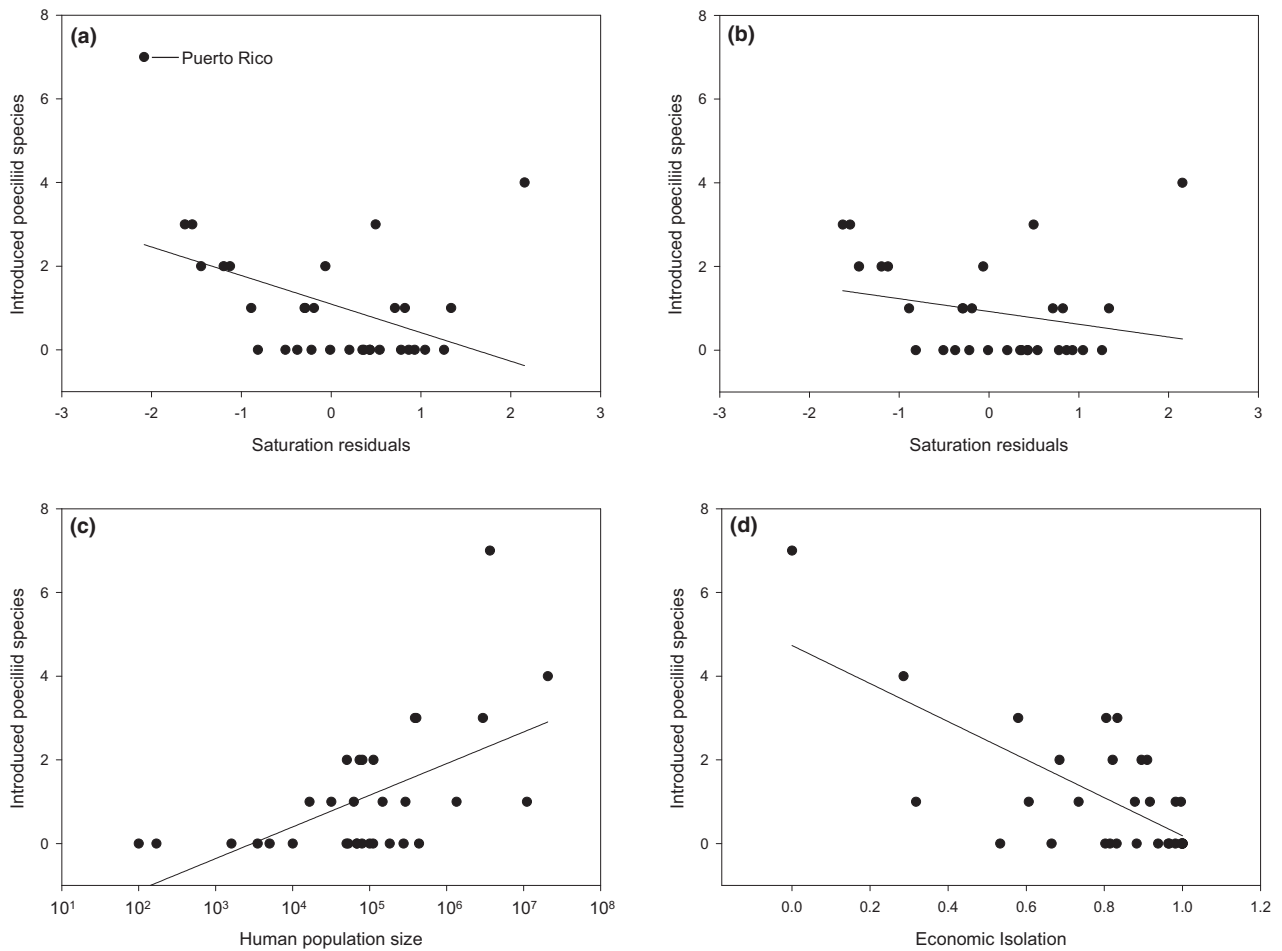 (a)
Puerto Rico
Introduced poeciliid species
8
6
4
2
0
-3 -2 -1 0 1 2 3
Saturation residuals
(b)
Introduced poeciliid species
8
6
4
2
0
-3 -2 -1 0 1 2 3
Saturation residuals
(c)
Introduced poeciliid species
8
6
4
2
0
10¹ 10² 10³ 10⁴ 10⁵ 10⁶ 10⁷ 10⁸
Human population size
(d)
Introduced poeciliid species
8
6
4
2
0
0.0 0.2 0.4 0.6 0.8 1.0 1.2
Economic Isolation